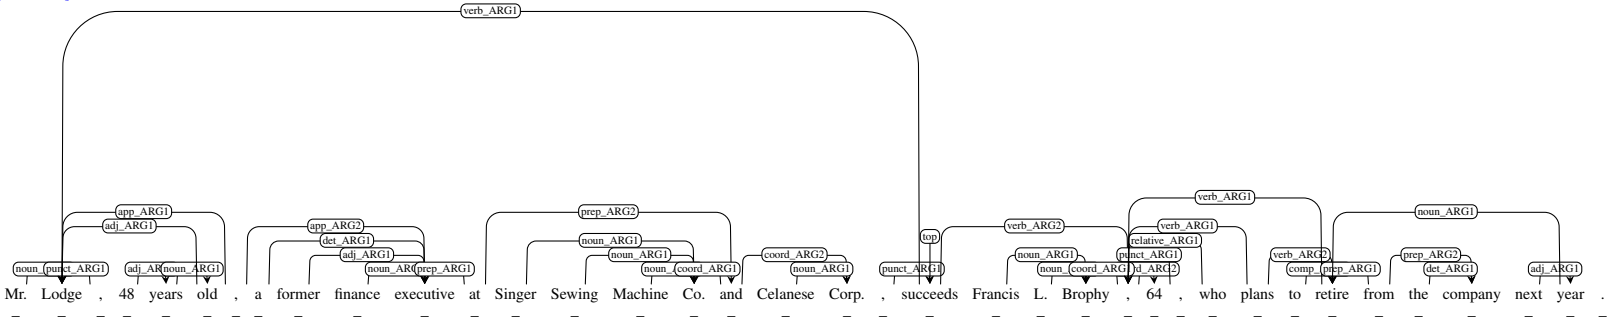 verb_ARG1
verb_ARG1
app_ARG1 prep_ARG2 noun_ARG1
adj_ARG1 app_ARG2 verb_ARG2 verb_ARG1
top
det_ARG1 noun_ARG1 relative_ARG1
adj_ARG1 noun_ARG1 coord_ARG2 noun_ARG1 punct_ARG1 verb_ARG2 prep_ARG2
punct_ARG1 noun_ARG1 prep_ARG1 coord_ARG1 noun_ARG1 punct_ARG1 prep_ARG1 det_ARG1 adj_ARG1
Mr. Lodge , 48 years old , a former finance executive at Singer Sewing Machine Co. and Celanese Corp. , succeeds Francis L. Brophy , 64 , who plans to retire from the company next year .